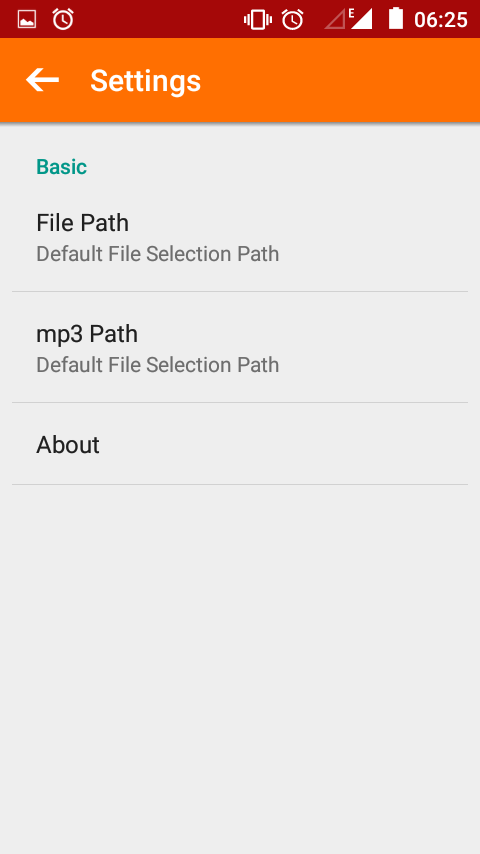 E 06:25
Settings
Basic
File Path
Default File Selection Path
mp3 Path
Default File Selection Path
About